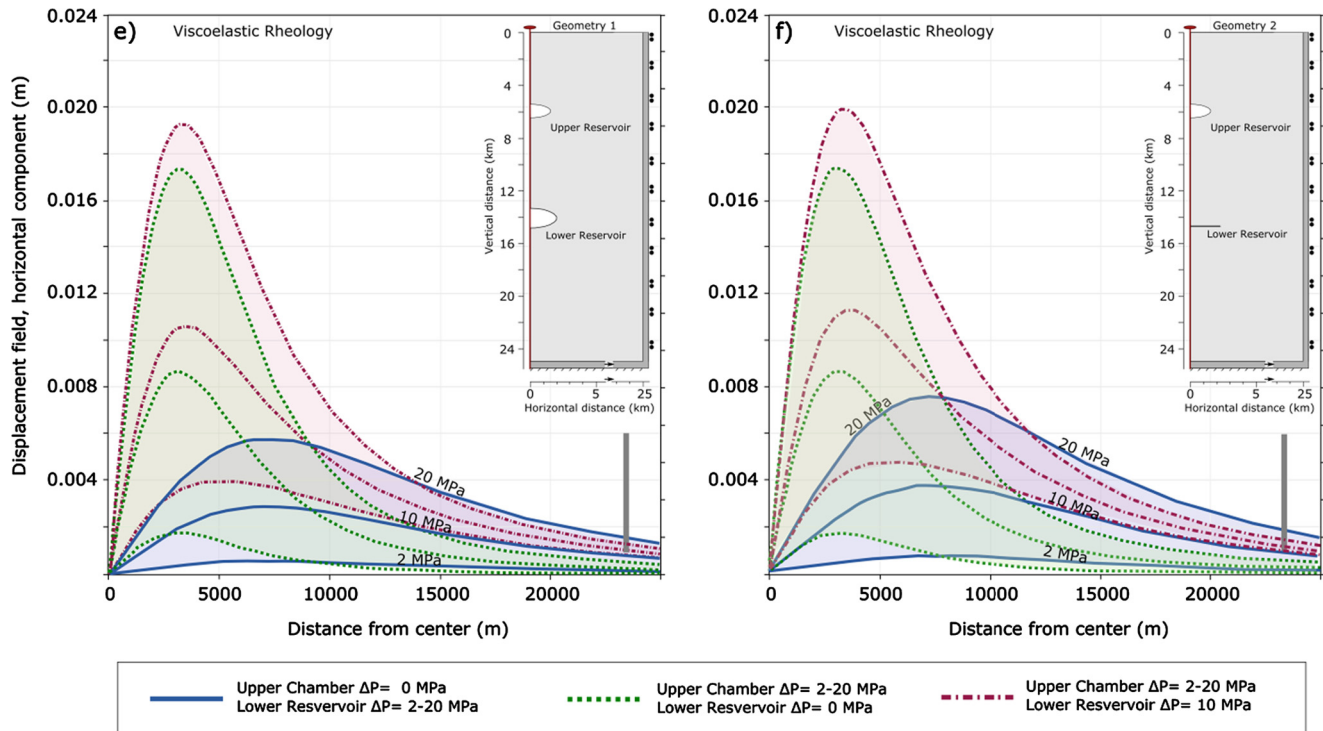 e)
Viscoelastic Rheology
Displacement field, horizontal component (m)
0.024
0.020
0.016
0.012
0.008
0.004
0
5000
10000
15000
20000
Distance from center (m)
20 MPa
10 MPa
2 MPa
Geometry 1
Vertical distance (km)
0
4
8
12
16
20
24
Upper Reservoir
Lower Reservoir
0 5 25
Horizontal distance (km)
f)
Viscoelastic Rheology
0.024
0.020
0.016
0.012
0.008
0.004
0
5000
10000
15000
20000
Distance from center (m)
20 MPa
20 MPa
10 MPa
2 MPa
Geometry 2
Vertical distance (km)
0
4
8
12
16
20
24
Upper Reservoir
Lower Reservoir
0 5 25
Horizontal distance (km)
Upper Chamber ΔP= 0 MPa
Lower Resvervoir ΔP= 2-20 MPa
Upper Chamber ΔP= 2-20 MPa
Lower Resvervoir ΔP= 0 MPa
Upper Chamber ΔP= 2-20 MPa
Lower Resvervoir ΔP= 10 MPa